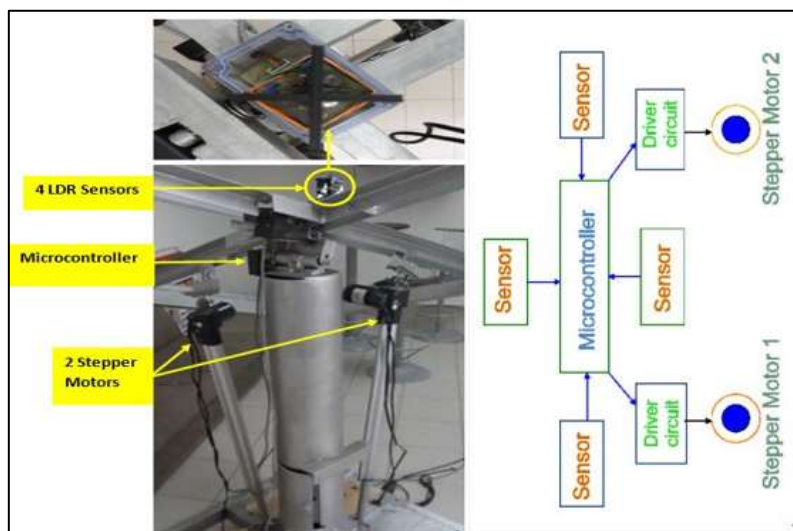 4 LDR Sensors
Microcontroller
2 Stepper
Motors
Sensor
Sensor
Microcontroller
Sensor
Sensor
Driver
circuit
Stepper Motor 2
Driver
circuit
Stepper Motor 1